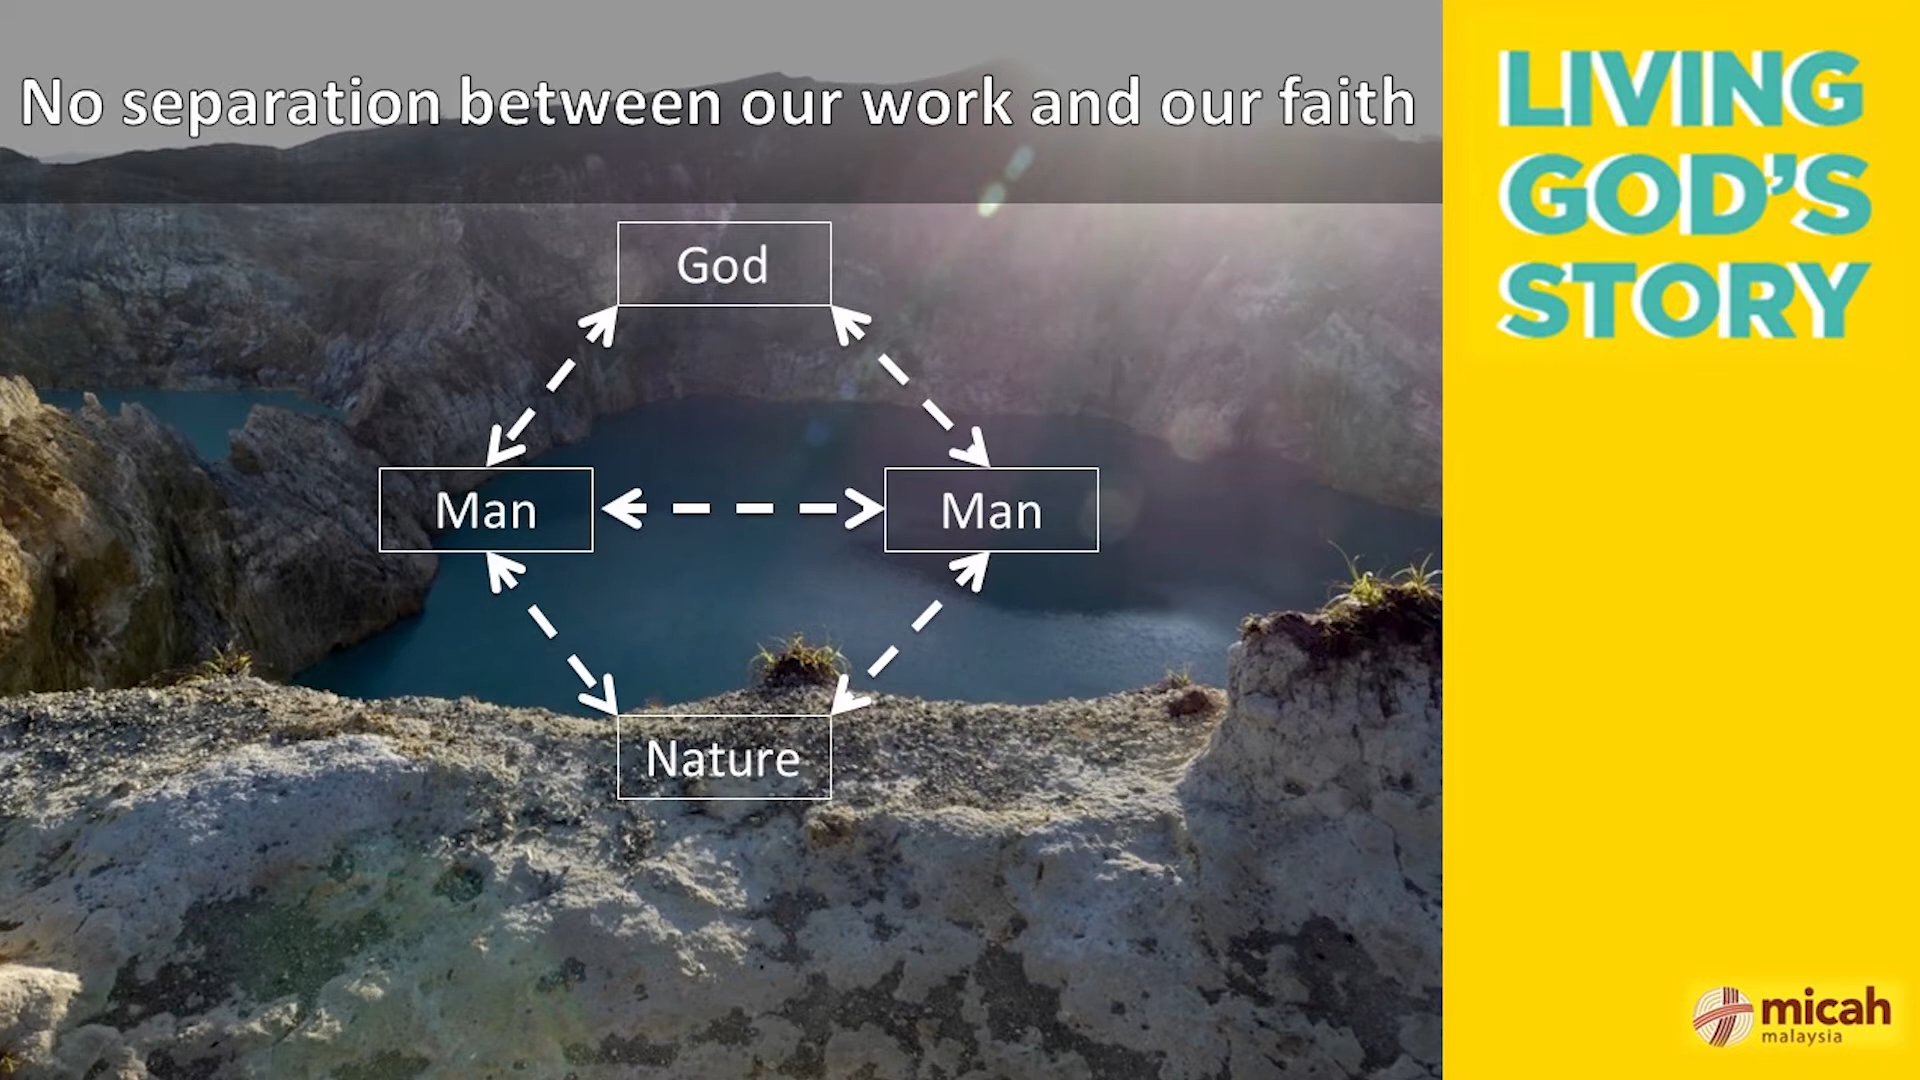 No separation between our work and our faith
God
Man
Man
Nature
LIVING
GOD'S
STORY
micah
malaysia